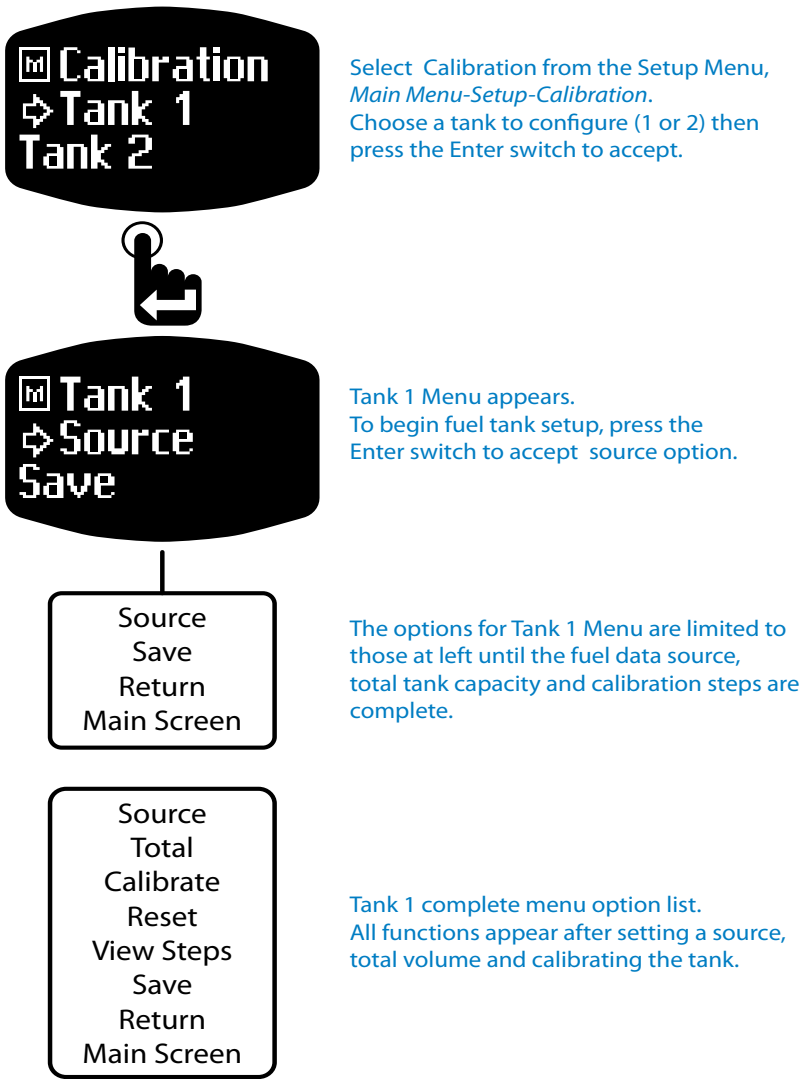 M Calibration
Tank 1
Tank 2
Select Calibration from the Setup Menu,
Main Menu-Setup-Calibration.
Choose a tank to configure (1 or 2) then
press the Enter switch to accept.
M Tank 1
Source
Save
Tank 1 Menu appears.
To begin fuel tank setup, press the
Enter switch to accept source option.
Source
Save
Return
Main Screen
The options for Tank 1 Menu are limited to
those at left until the fuel data source,
total tank capacity and calibration steps are
complete.
Source
Total
Calibrate
Reset
View Steps
Save
Return
Main Screen
Tank 1 complete menu option list.
All functions appear after setting a source,
total volume and calibrating the tank.